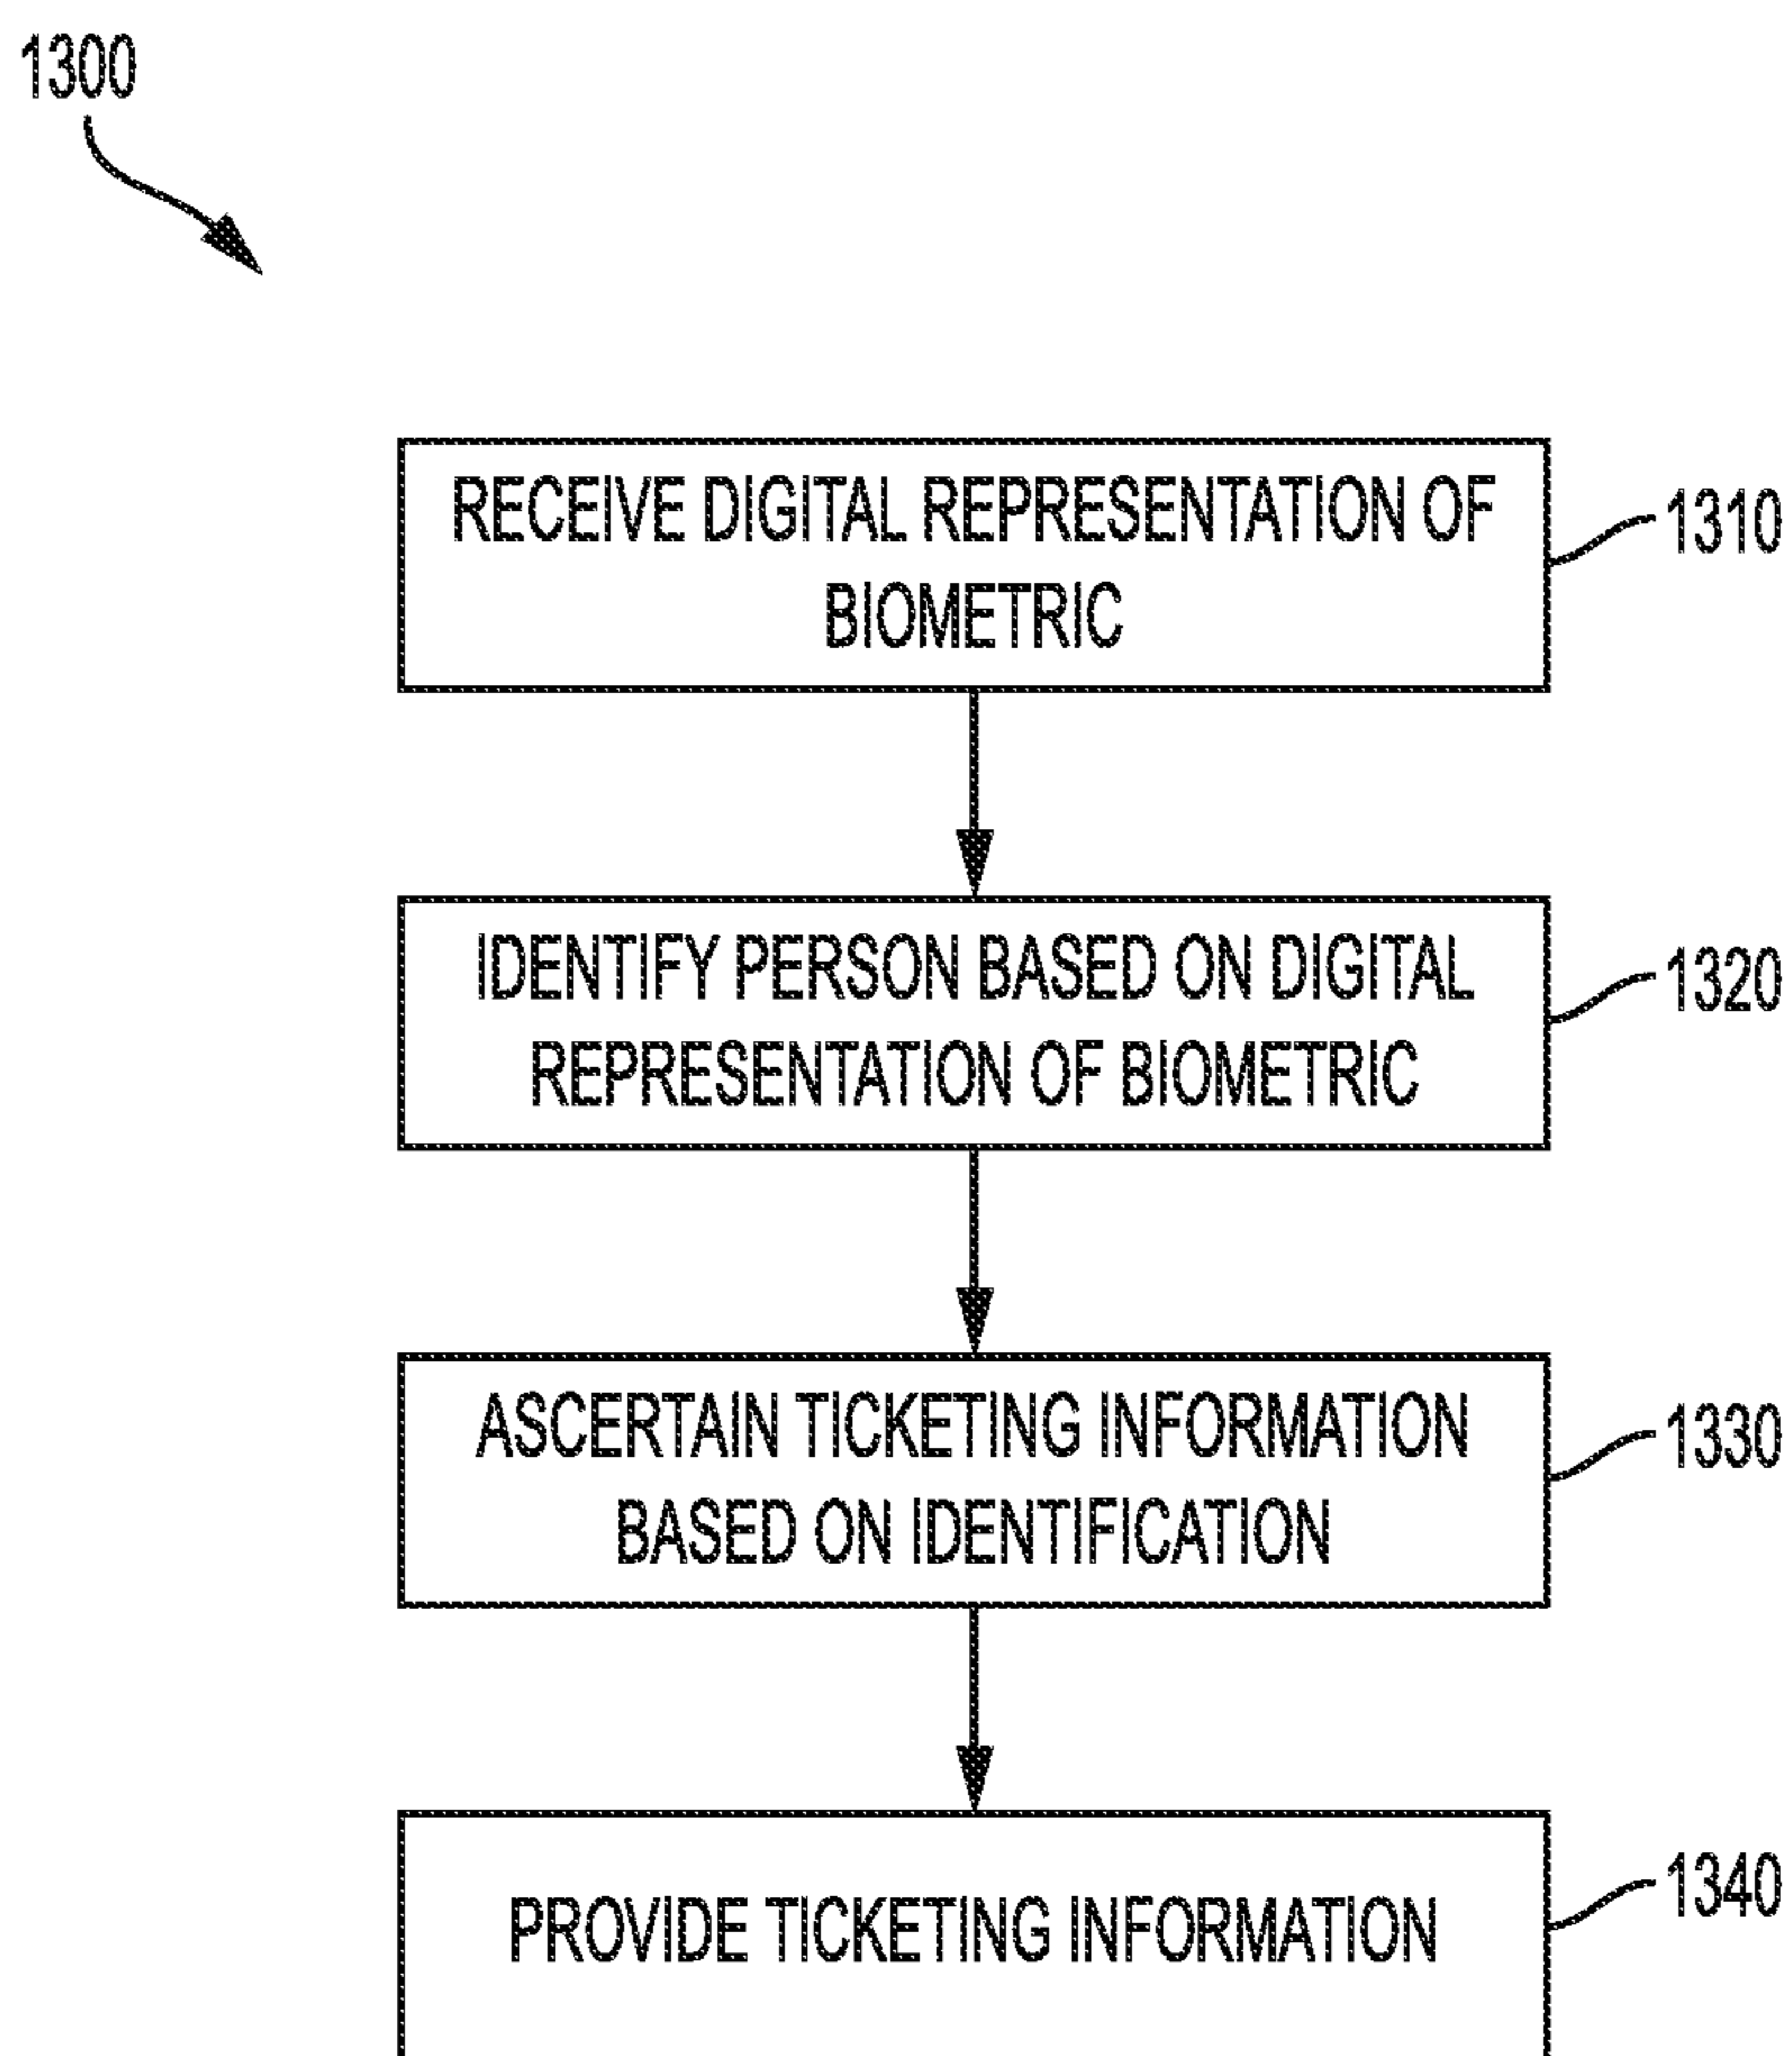 1300
RECEIVE DIGITAL REPRESENTATION OF
BIOMETRIC
1310
IDENTIFY PERSON BASED ON DIGITAL
REPRESENTATION OF BIOMETRIC
1320
ASCERTAIN TICKETING INFORMATION
BASED ON IDENTIFICATION
1330
PROVIDE TICKETING INFORMATION
1340